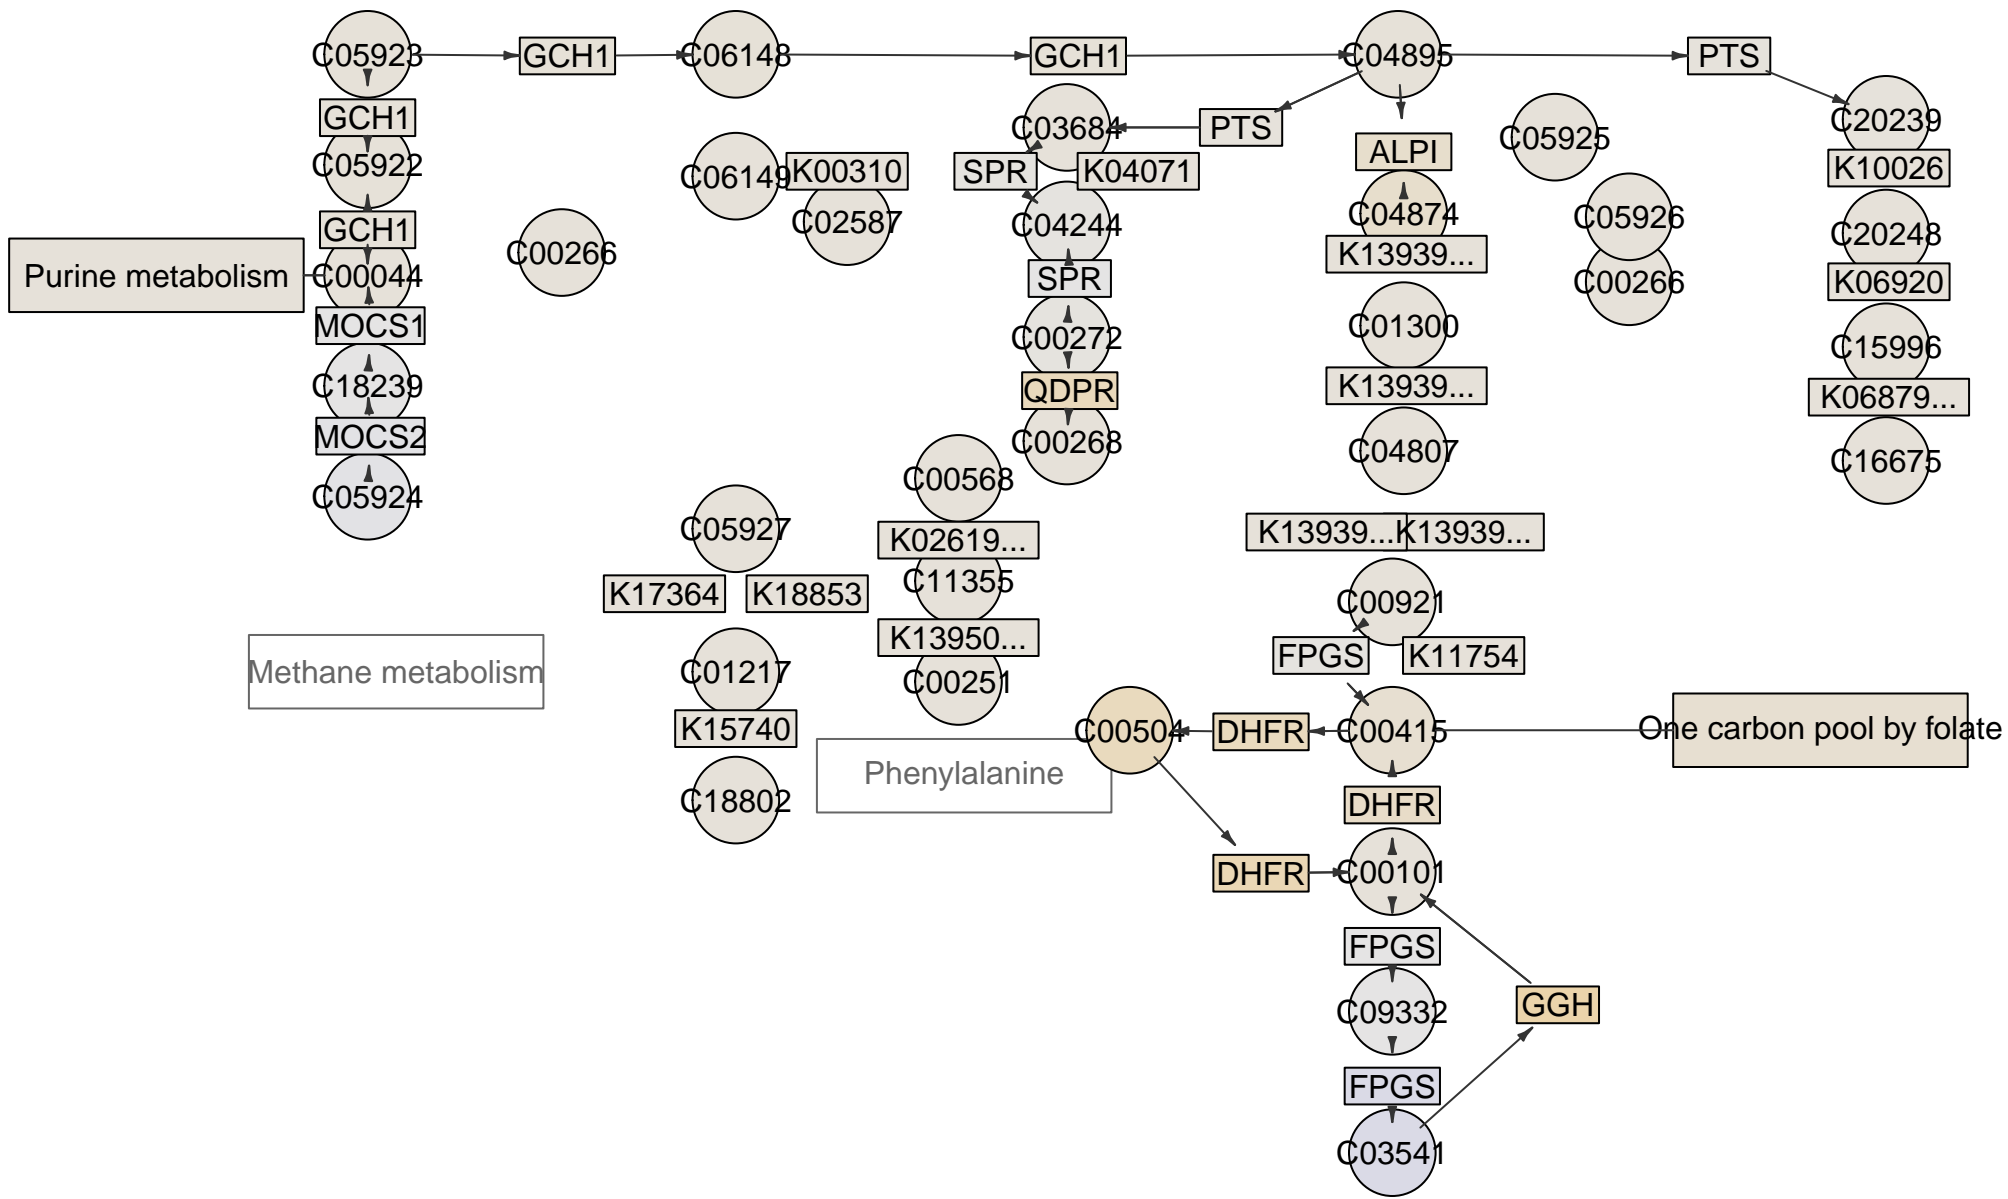 C05923
GCH1
C06148
GCH1
C04895
PTS
GCH1
C03684
PTS
C05925
C20239
C05922
C06149
K00310
SPR
K04071
ALPI
K10026
GCH1
C00266
C02587
C04244
C04874
C05926
C20248
Purine metabolism
C00044
SPR
K13939...
C00266
K06920
MOCS1
C00272
C01300
C15996
C18239
QDPR
K13939...
K06879...
MOCS2
C00268
C04807
C16675
C05924
C00568
C05927
K02619...
K13939...
K13939...
K17364
K18853
C11355
C00921
Methane metabolism
C01217
K13950...
FPGS
K11754
C00251
K15740
C00504
DHFR
C00415
One carbon pool by folate
Phenylalanine
C18802
DHFR
DHFR
C00101
FPGS
C09332
GGH
FPGS
C03541